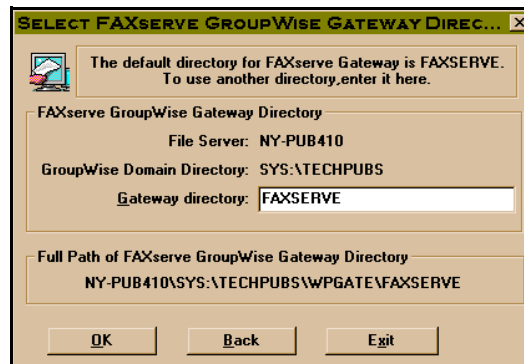 SELECT FAXSERVE GROUPWISE GATEWAY DIREC...
The default directory for FAXserve Gateway is FAXSERVE.
To use another directory,enter it here.
FAXserve GroupWise Gateway Directory
File Server: NY-PUB410
GroupWise Domain Directory: SYS:\TECHPUBS
Gateway directory: FAXSERVE
Full Path of FAXserve GroupWise Gateway Directory
NY-PUB410\SYS:\TECHPUBS\WPGATE\FAXSERVE
OK Back Exit